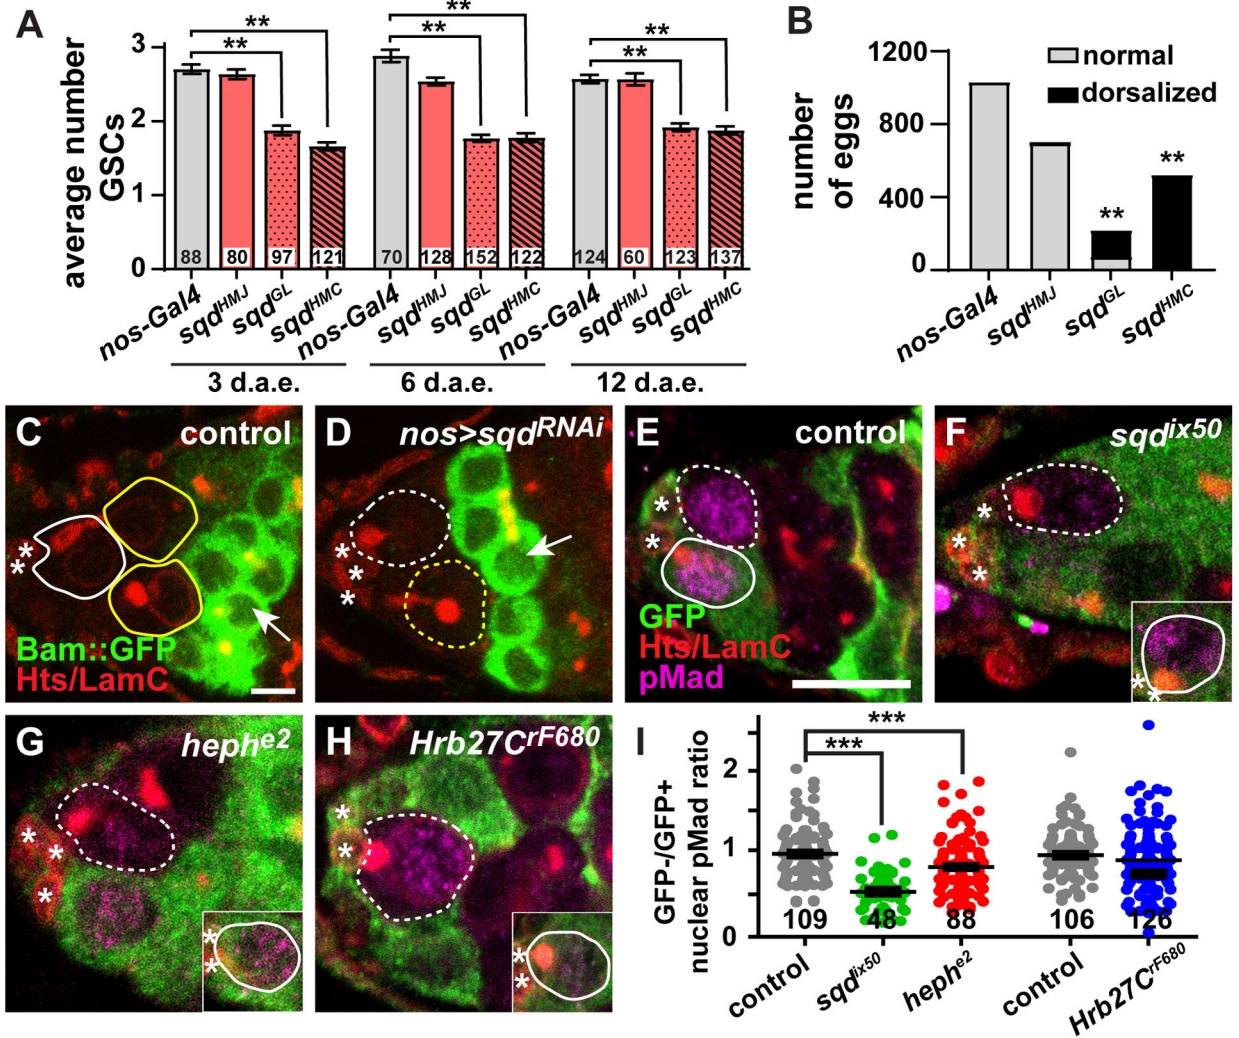 A
average number
GSCs
3
2
1
0
**
**
**
**
**
**
88
80
97
121
70
128
152
122
124
60
123
137
nos-Gal4
sqdHMJ
sqdGL
sqdHMC
nos-Gal4
sqdHMJ
sqdGL
sqdHMC
nos-Gal4
sqdHMJ
sqdGL
sqdHMC
3 d.a.e.
6 d.a.e.
12 d.a.e.
B
number
of eggs
1200
800
400
0
normal
dorsalized
**
**
nos-Gal4
sqdHMJ
sqdGL
sqdHMC
C
control
*
*
Bam::GFP
Hts/LamC
D
nos>sqdRNAi
*
*
*
E
control
*
*
GFP
Hts/LamC
pMad
F
sqdix50
*
*
*
*
*
G
hephe2
*
*
*
*
*
H
Hrb27CrF680
*
*
*
*
I
GFP-/GFP+
nuclear pMad ratio
2
1
0
***
***
109
48
88
106
126
control
sqdix50
hephe2
control
Hrb27CrF680